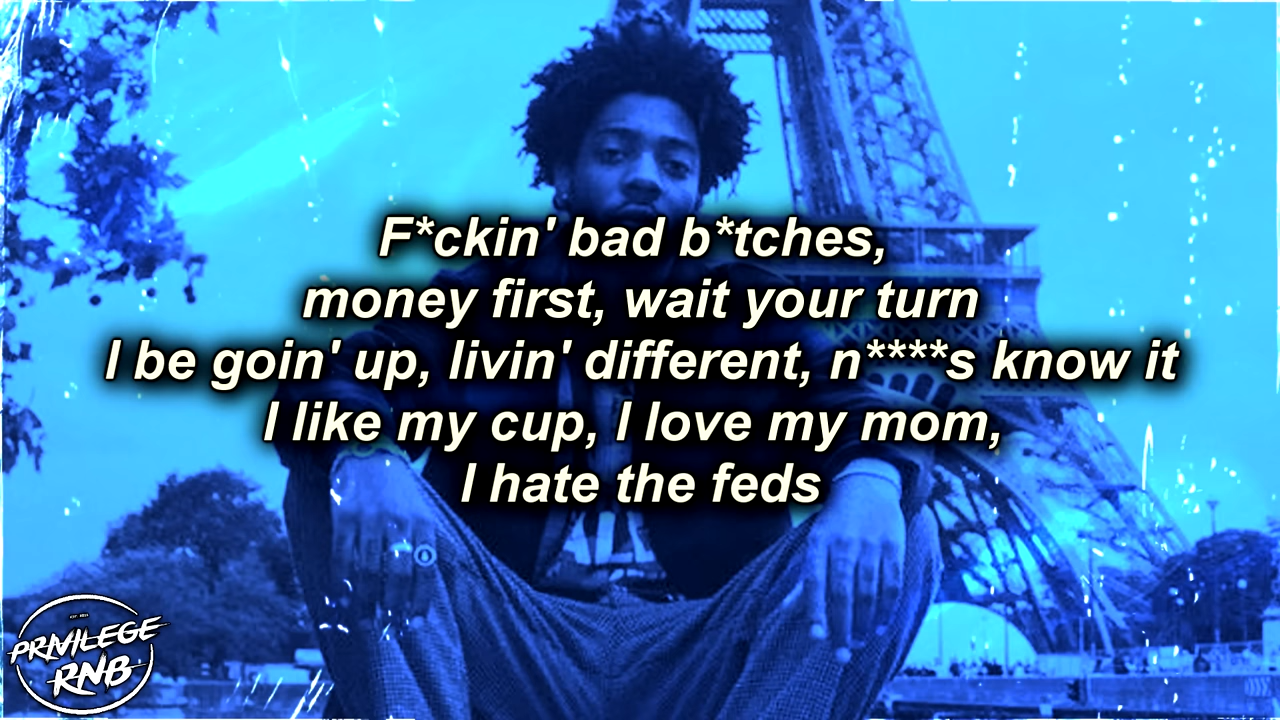 F*ckin' bad b*tches,
money first, wait your turn
I be goin' up, livin' different, n****s know it
I like my cup, I love my mom,
I hate the feds
PRIVILEGE
RNB